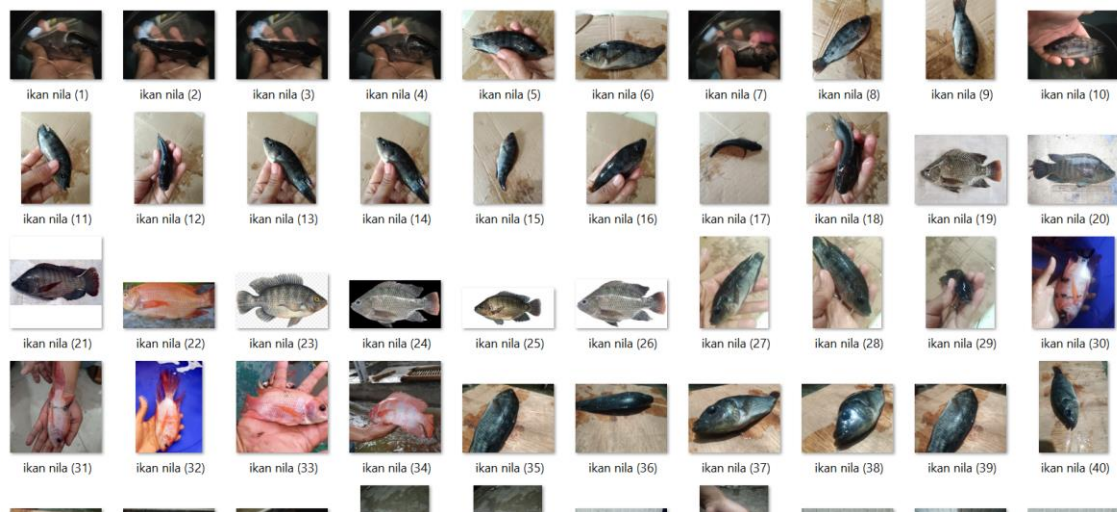 ikan nila (1) ikan nila (2) ikan nila (3) ikan nila (4) ikan nila (5) ikan nila (6) ikan nila (7) ikan nila (8) ikan nila (9) ikan nila (10)
ikan nila (11) ikan nila (12) ikan nila (13) ikan nila (14) ikan nila (15) ikan nila (16) ikan nila (17) ikan nila (18) ikan nila (19) ikan nila (20)
ikan nila (21) ikan nila (22) ikan nila (23) ikan nila (24) ikan nila (25) ikan nila (26) ikan nila (27) ikan nila (28) ikan nila (29) ikan nila (30)
ikan nila (31) ikan nila (32) ikan nila (33) ikan nila (34) ikan nila (35) ikan nila (36) ikan nila (37) ikan nila (38) ikan nila (39) ikan nila (40)